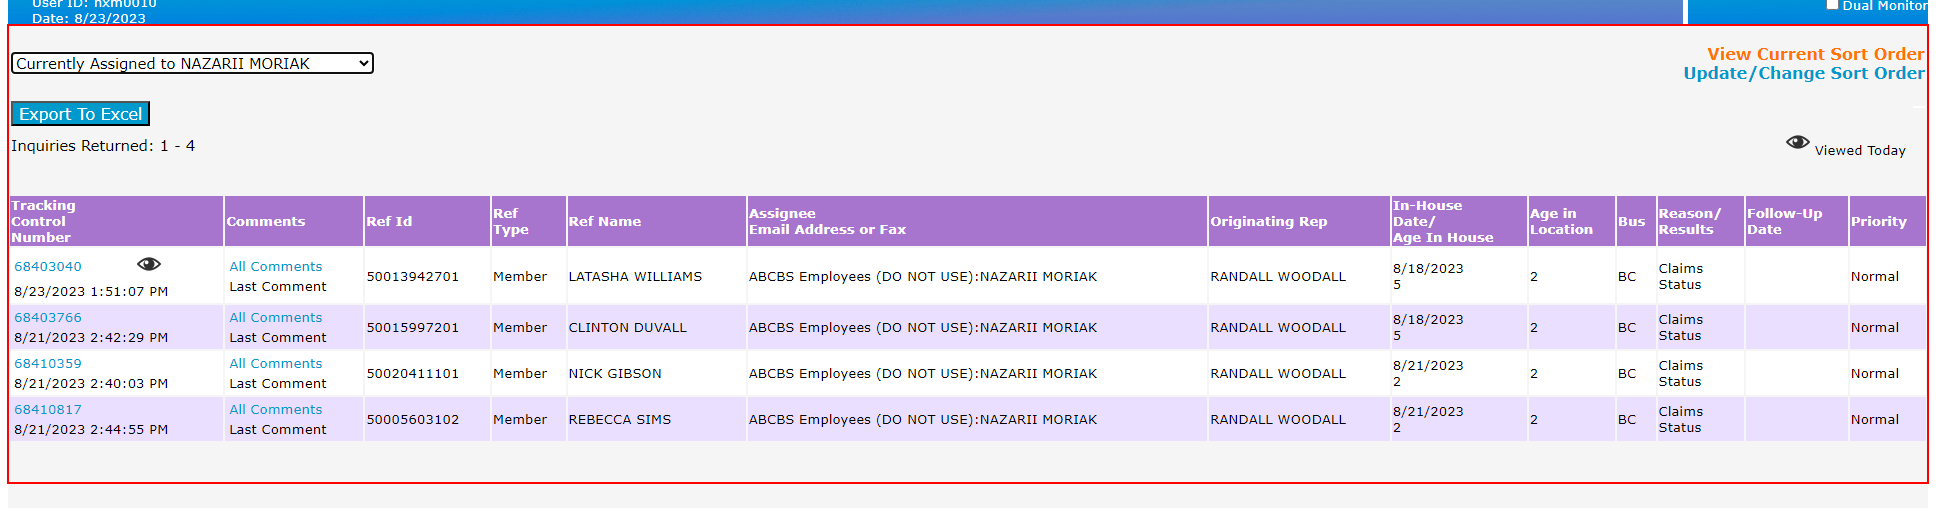 User ID: nxm0010
Date: 8/23/2023
Dual Monitor
Currently Assigned to NAZARII MORIAK
View Current Sort Order
Update/Change Sort Order
Export To Excel
Inquiries Returned: 1 - 4
Viewed Today
Tracking Control Number Comments Ref Id Ref Type Ref Name Assignee Email Address or Fax Originating Rep In-House Date/ Age In House Age in Location Bus Reason/ Results Follow-Up Date Priority
68403040 8/23/2023 1:51:07 PM All Comments Last Comment 50013942701 Member LATASHA WILLIAMS ABCBS Employees (DO NOT USE):NAZARII MORIAK RANDALL WOODALL 8/18/2023 5 2 BC Claims Status Normal
68403766 8/21/2023 2:42:29 PM All Comments Last Comment 50015997201 Member CLINTON DUVALL ABCBS Employees (DO NOT USE):NAZARII MORIAK RANDALL WOODALL 8/18/2023 5 2 BC Claims Status Normal
68410359 8/21/2023 2:40:03 PM All Comments Last Comment 50020411101 Member NICK GIBSON ABCBS Employees (DO NOT USE):NAZARII MORIAK RANDALL WOODALL 8/21/2023 2 2 BC Claims Status Normal
68410817 8/21/2023 2:44:55 PM All Comments Last Comment 50005603102 Member REBECCA SIMS ABCBS Employees (DO NOT USE):NAZARII MORIAK RANDALL WOODALL 8/21/2023 2 2 BC Claims Status Normal